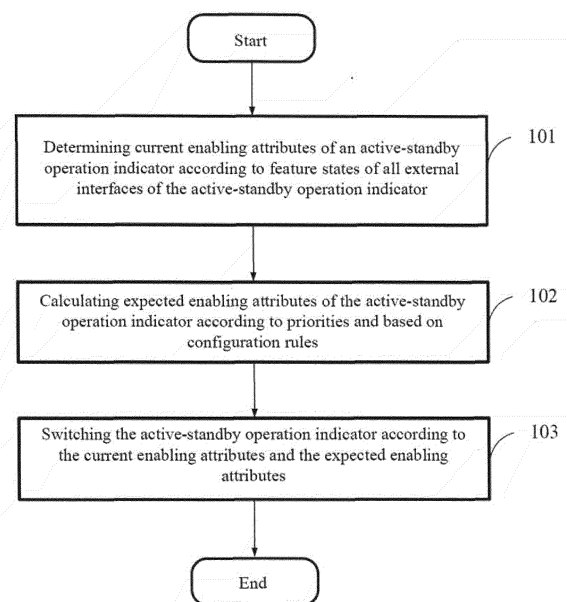 Start
Determining current enabling attributes of an active-standby
operation indicator according to feature states of all external
interfaces of the active-standby operation indicator
101
Calculating expected enabling attributes of the active-standby
operation indicator according to priorities and based on
configuration rules
102
Switching the active-standby operation indicator according to
the current enabling attributes and the expected enabling
attributes
103
End